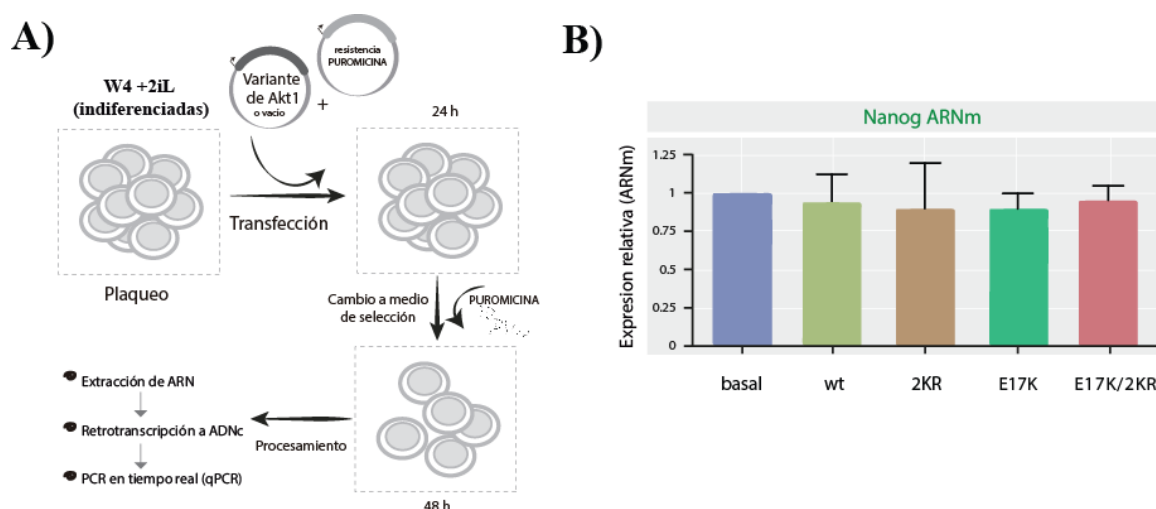 A)
W4 +2iL
(indiferenciadas)
Variante
de Akt1
o vacio
+
resistencia
PUROMICINA
24 h
Transfección
Plaqueo
Cambio a medio
de selección
PUROMICINA
Extracción de ARN
Retrotranscripción a ADNc
PCR en tiempo real (qPCR)
Procesamiento
48 h
B)
Nanog ARNm
Expresion relativa (ARNm)
1.25
1
0.75
0.5
0.25
0
basal wt 2KR E17K E17K/2KR